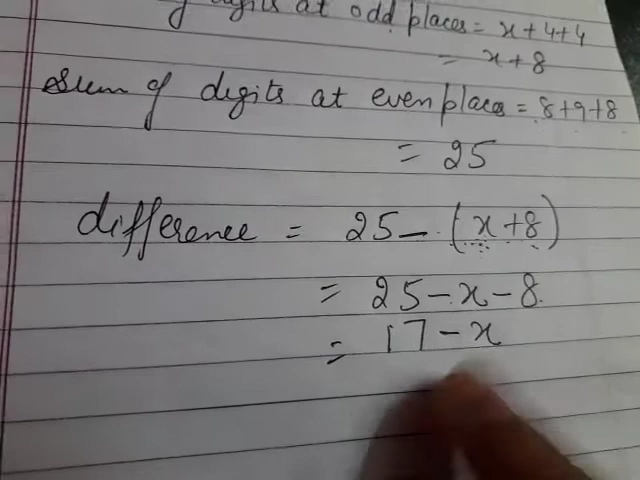 digits at odd places = x + 4 + 4
= x + 8
Sum of digits at even places = 8 + 9 + 8
= 25
difference = 25 - (x + 8)
= 25 - x - 8
= 17 - x